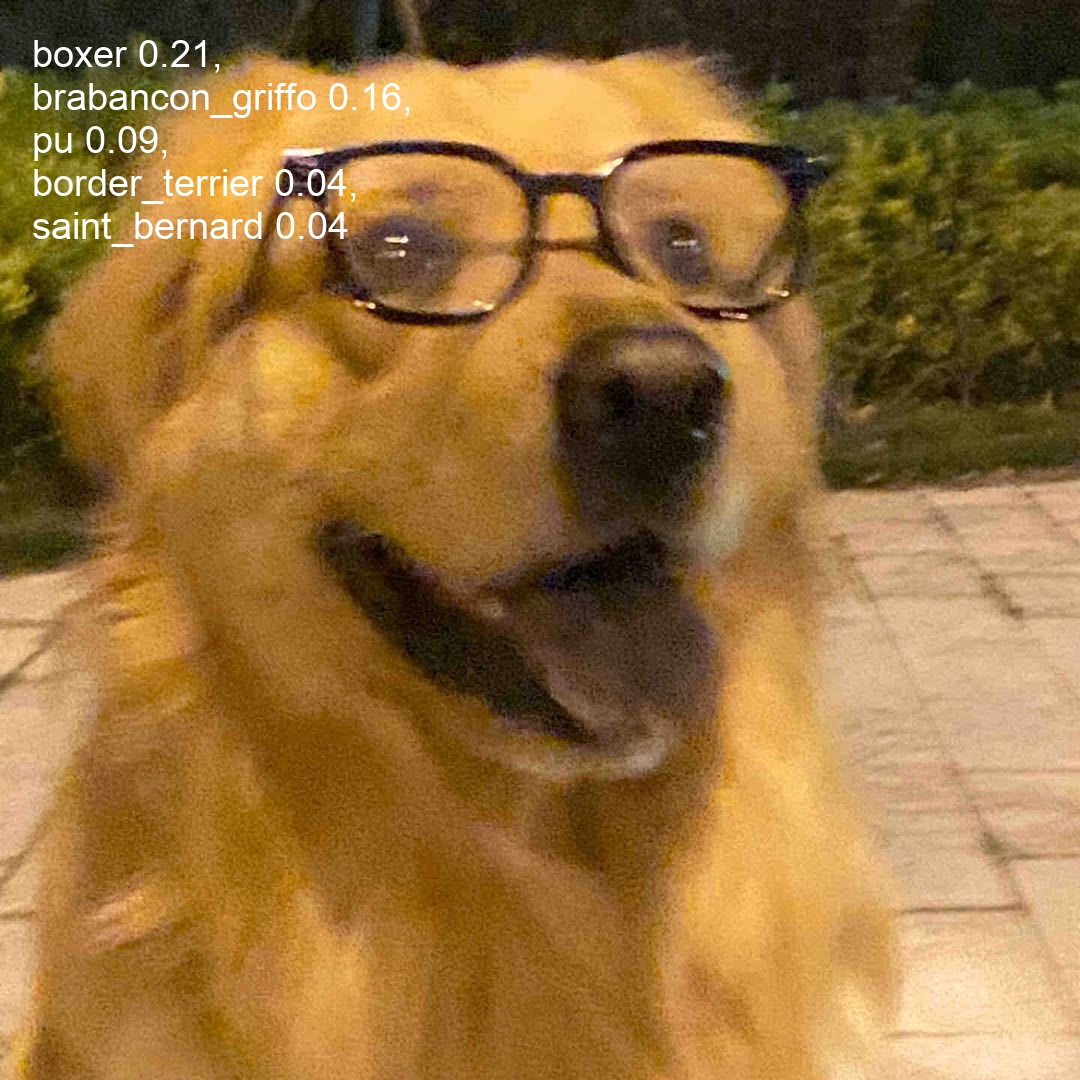 boxer 0.21,
brabancon_griffo 0.16,
pu 0.09,
border_terrier 0.04,
saint_bernard 0.04